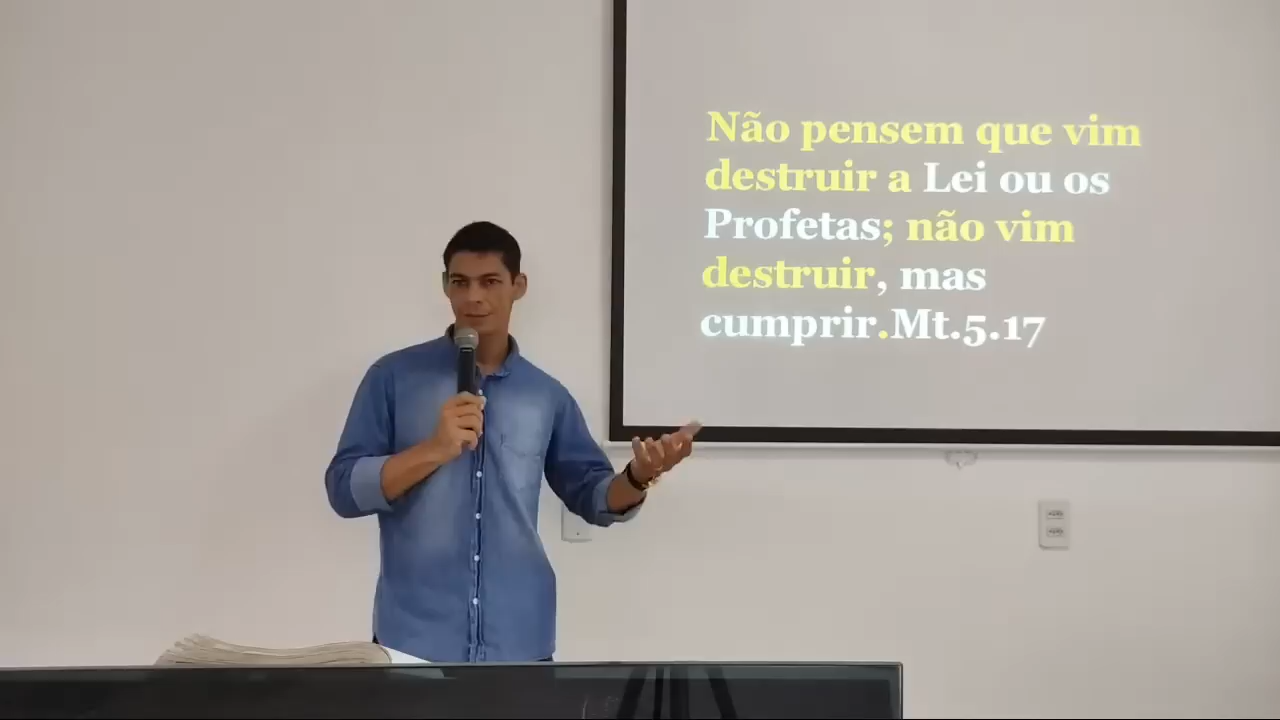 Não pensem que vim
destruir a Lei ou os
Profetas; não vim
destruir, mas
cumprir.Mt.5.17